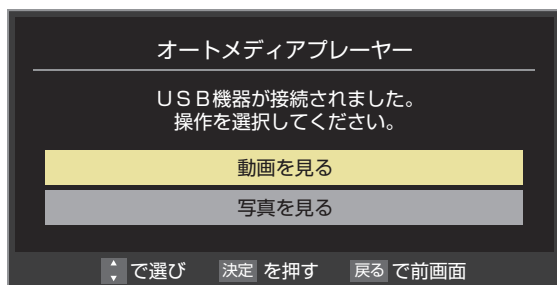 オートメディアプレーヤー
ＵＳＢ機器が接続されました。
操作を選択してください。
動画を見る
写真を見る
で選び 決定 を押す 戻る で前画面